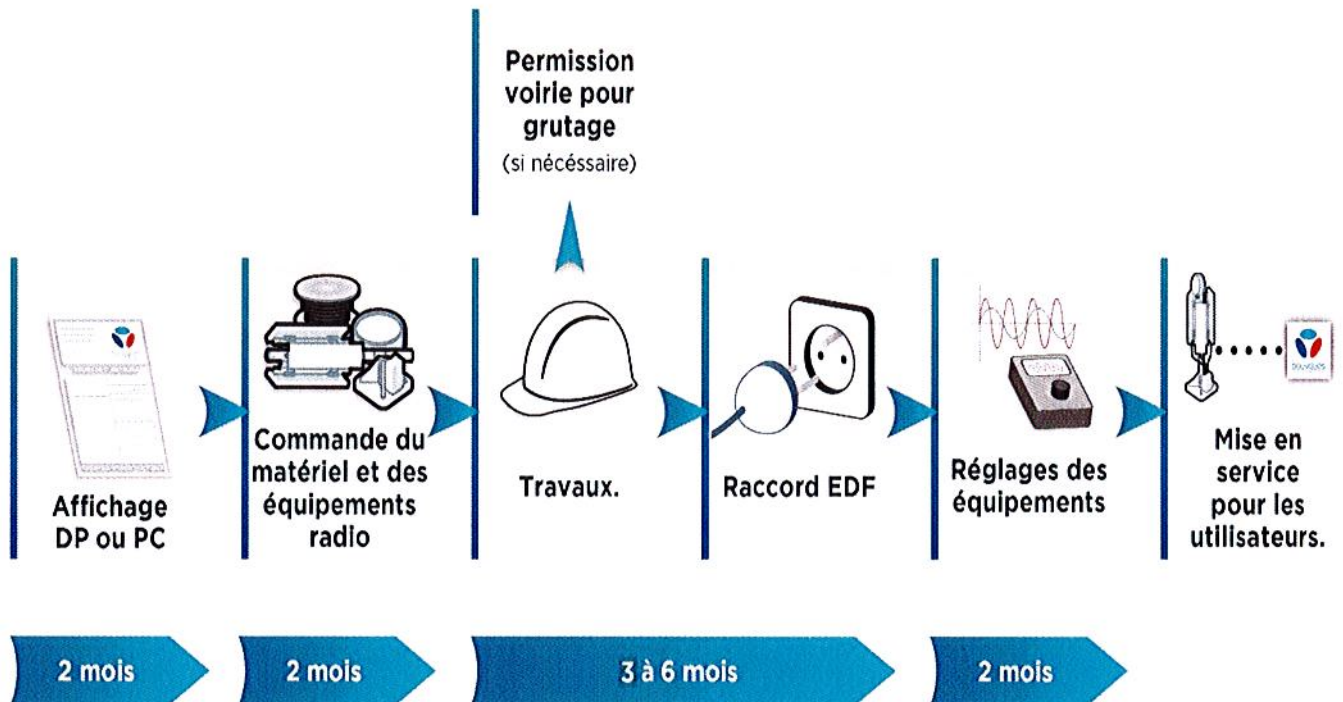 Permission
voirie pour
grutage
(si nécéssaire)
Affichage
DP ou PC
Commande du
matériel et des
équipements
radio
Travaux.
Raccord EDF
Réglages des
équipements
Mise en
service
pour les
utilisateurs.
2 mois
2 mois
3 à 6 mois
2 mois